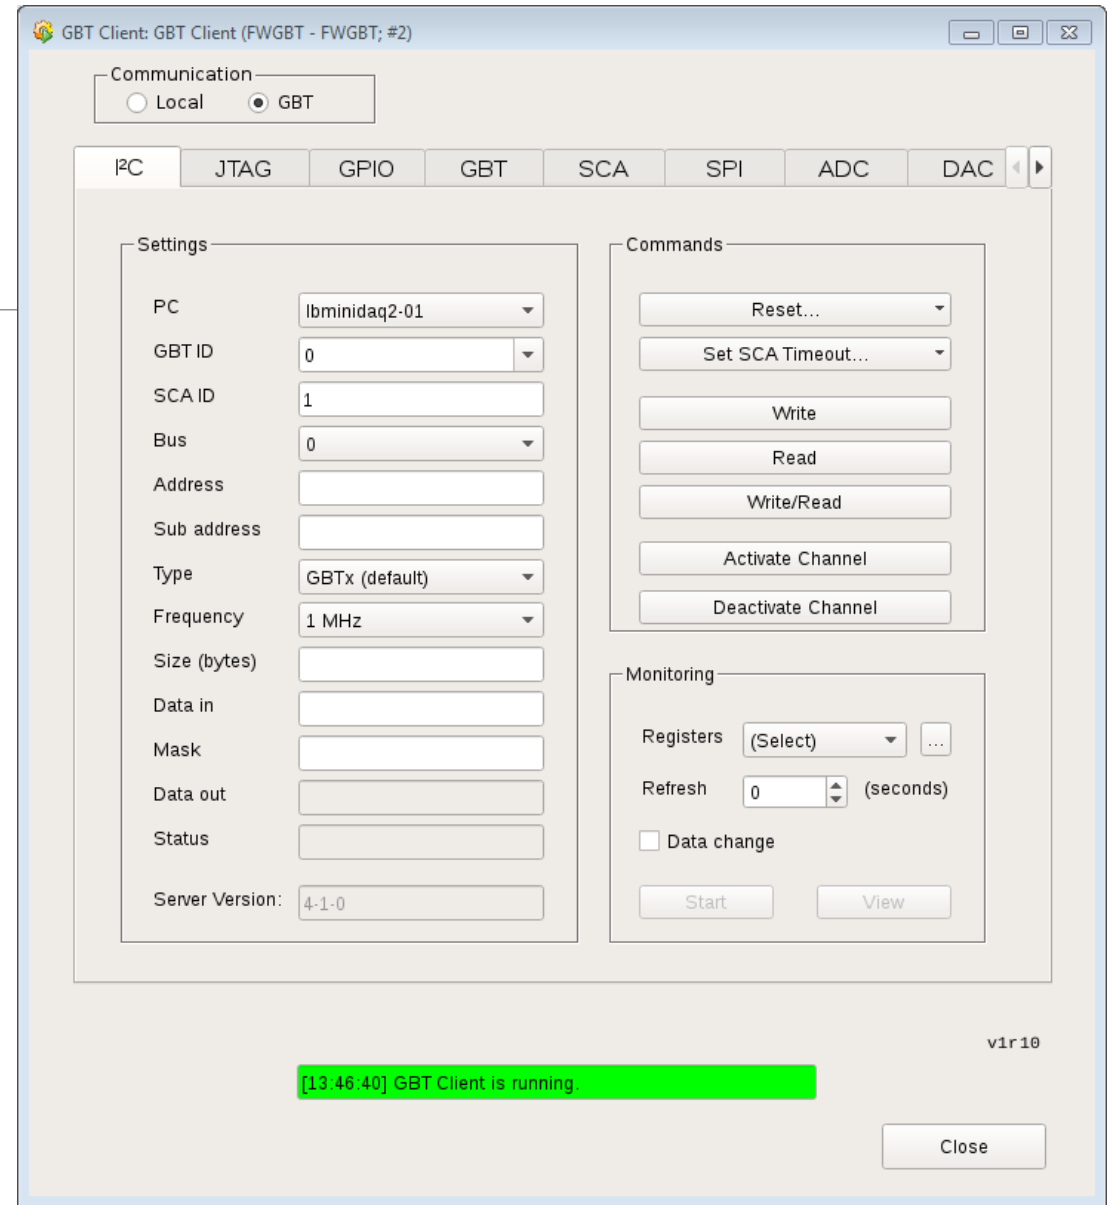 GBT Client: GBT Client (FWGBT - FWGBT; #2)
Communication
Local GBT
I²C JTAG GPIO GBT SCA SPI ADC DAC
Settings
PC lbminidaq2-01
GBT ID 0
SCA ID 1
Bus 0
Address
Sub address
Type GBTx (default)
Frequency 1 MHz
Size (bytes)
Data in
Mask
Data out
Status
Server Version: 4-1-0
Commands
Reset...
Set SCA Timeout...
Write
Read
Write/Read
Activate Channel
Deactivate Channel
Monitoring
Registers (Select) ...
Refresh 0 (seconds)
Data change
Start View
v1r10
[13:46:40] GBT Client is running.
Close